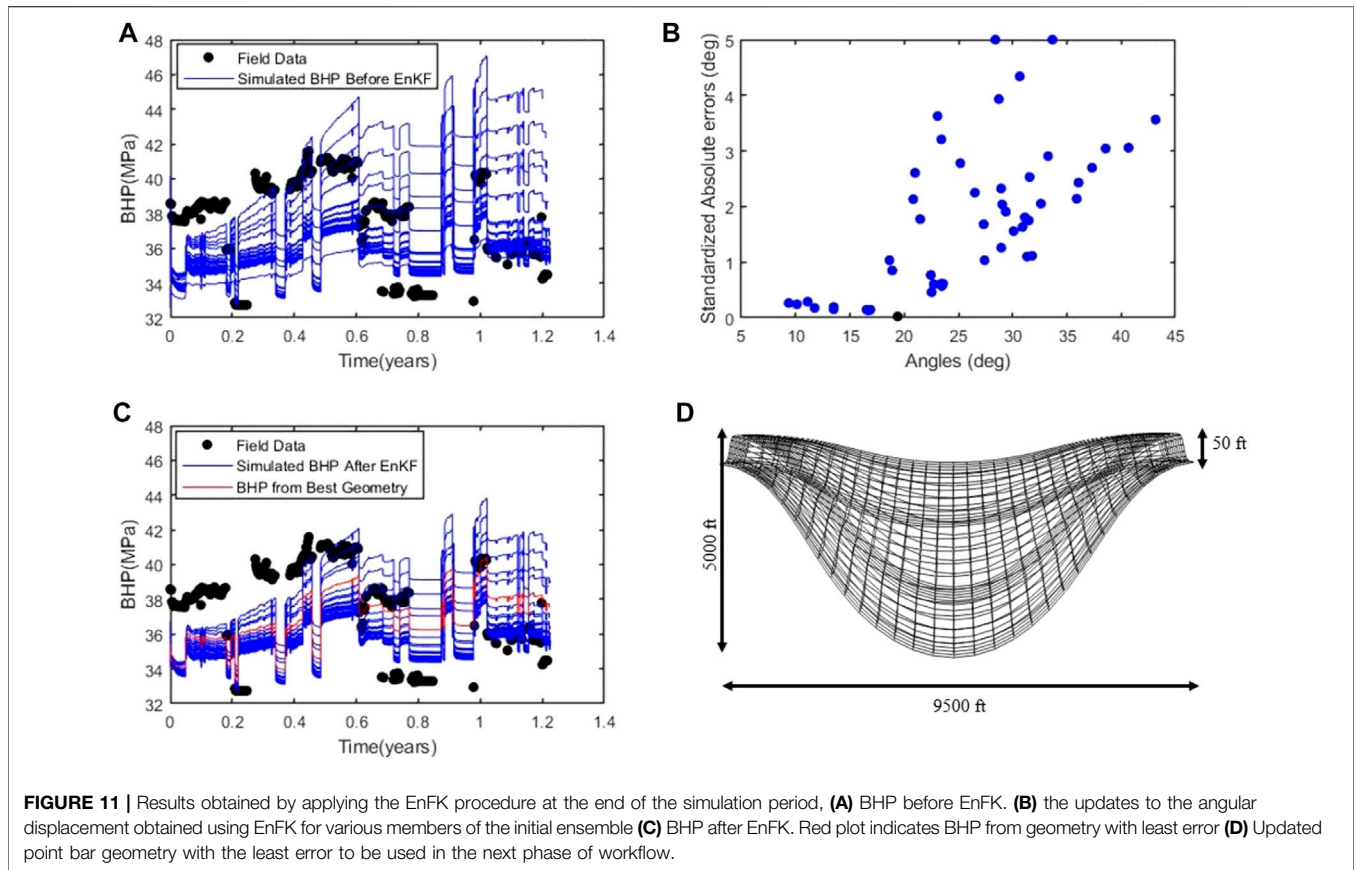 A
48
46
44
42
40
38
36
34
32
BHP(MPa)
Field Data
Simulated BHP Before EnKF
0 0.2 0.4 0.6 0.8 1 1.2 1.4
Time(years)
B
5
4
3
2
1
0
Standardized Absolute errors (deg)
5 10 15 20 25 30 35 40 45
Angles (deg)
C
48
46
44
42
40
38
36
34
32
BHP(MPa)
Field Data
Simulated BHP After EnKF
BHP from Best Geometry
0 0.2 0.4 0.6 0.8 1 1.2 1.4
Time(years)
D
50 ft
5000 ft
9500 ft
FIGURE 11 | Results obtained by applying the EnFK procedure at the end of the simulation period, (A) BHP before EnFK. (B) the updates to the angular
displacement obtained using EnFK for various members of the initial ensemble (C) BHP after EnFK. Red plot indicates BHP from geometry with least error (D) Updated
point bar geometry with the least error to be used in the next phase of workflow.